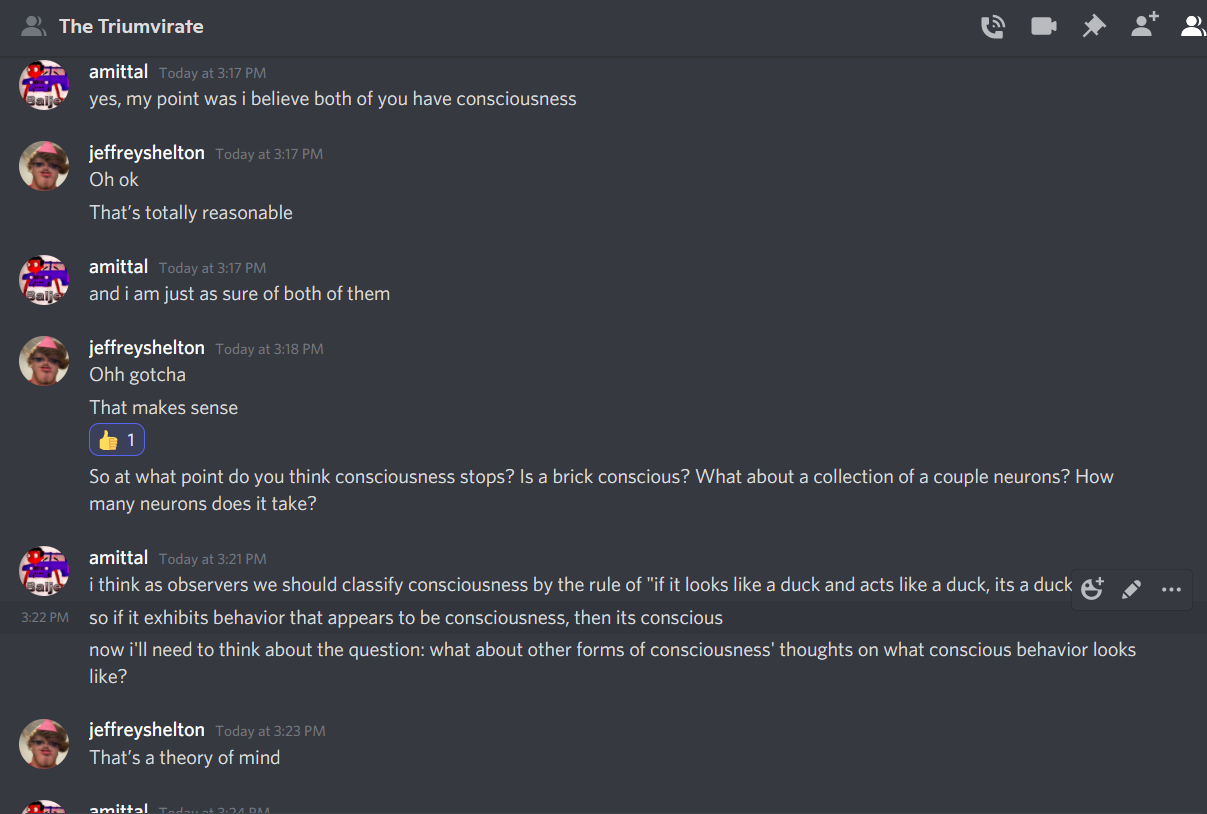 The Triumvirate
amittal Today at 3:17 PM
yes, my point was i believe both of you have consciousness
jeffreyshelton Today at 3:17 PM
Oh ok
That’s totally reasonable
amittal Today at 3:17 PM
and i am just as sure of both of them
jeffreyshelton Today at 3:18 PM
Ohh gotcha
That makes sense
1
So at what point do you think consciousness stops? Is a brick conscious? What about a collection of a couple neurons? How
many neurons does it take?
amittal Today at 3:21 PM
i think as observers we should classify consciousness by the rule of "if it looks like a duck and acts like a duck, its a duck
3:22 PM so if it exhibits behavior that appears to be consciousness, then its conscious
now i'll need to think about the question: what about other forms of consciousness' thoughts on what conscious behavior looks
like?
jeffreyshelton Today at 3:23 PM
That’s a theory of mind
amittal Today at 3:24 PM